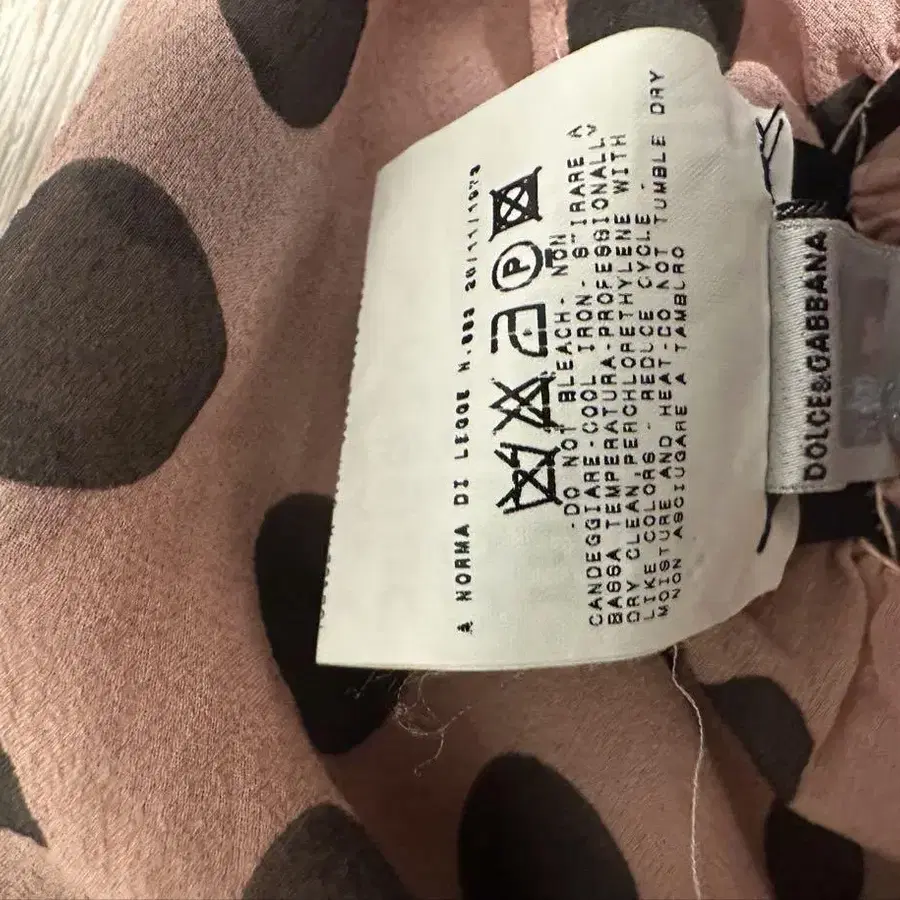 A NORMA DI LEGGE N.883 26/11/1973
-DO NOT BLEACH- NON
CANDEGGIARE-COOL IRON- STIRARE A
BASSA TEMPERATURA-PROFESSIONALLY
DRY CLEAN,PERCHLORETHYLENE WITH
LIKE COLORS - REDUCE CYCLE -
MOISTURE AND HEAT-DO NOT TUMBLE DRY
NON ASCIUGARE A TAMBLRO
DOLCE&GABBANA